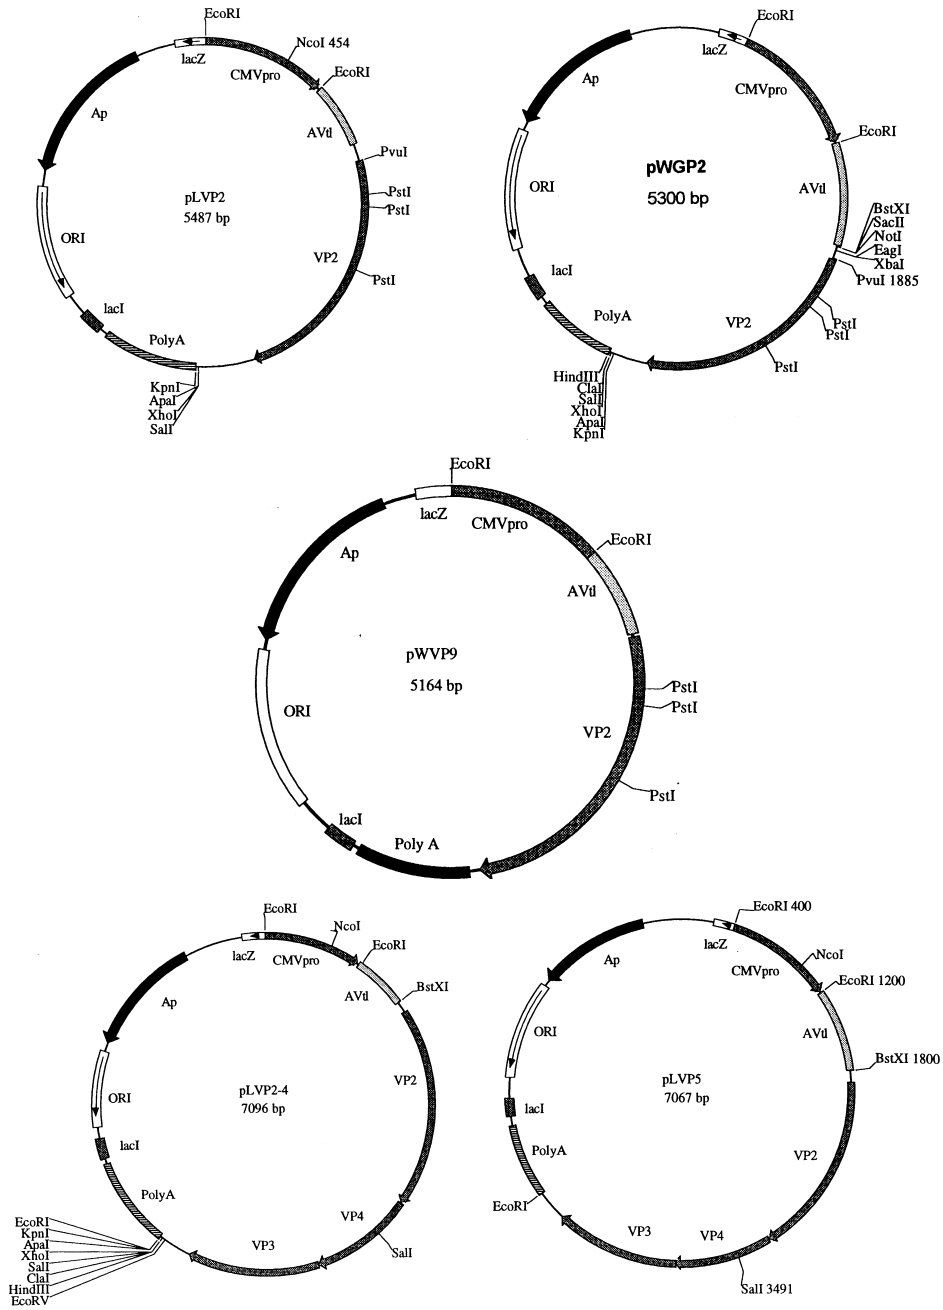 EcoRI
NcoI 454
lacZ
CMVpro
EcoRI
Ap
AVtl
PvuI
PstI
PstI
pLVP2
5487 bp
ORI
VP2
PstI
lacI
PolyA
KpnI
ApaI
XhoI
SalI
EcoRI
lacZ
Ap
CMVpro
EcoRI
pWGP2
5300 bp
ORI
AVtl
BstXI
SacII
NotI
EagI
XbaI
PvuI 1885
lacI
PolyA
VP2
PstI
PstI
PstI
HindIII
ClaI
SalI
XhoI
ApaI
KpnI
EcoRI
lacZ
CMVpro
EcoRI
Ap
AVtl
pWVP9
5164 bp
PstI
PstI
ORI
VP2
PstI
lacI
Poly A
EcoRI
NcoI
lacZ
CMVpro
EcoRI
Ap
AVtl
BstXI
pLVP2-4
7096 bp
VP2
ORI
lacI
PolyA
VP4
SalI
VP3
EcoRI
KpnI
ApaI
XhoI
SalI
ClaI
HindIII
EcoRV
EcoRI 400
lacZ
NcoI
Ap
CMVpro
EcoRI 1200
ORI
AVtl
BstXI 1800
pLVP5
7067 bp
lacI
PolyA
VP2
EcoRI
VP3
VP4
SalI 3491